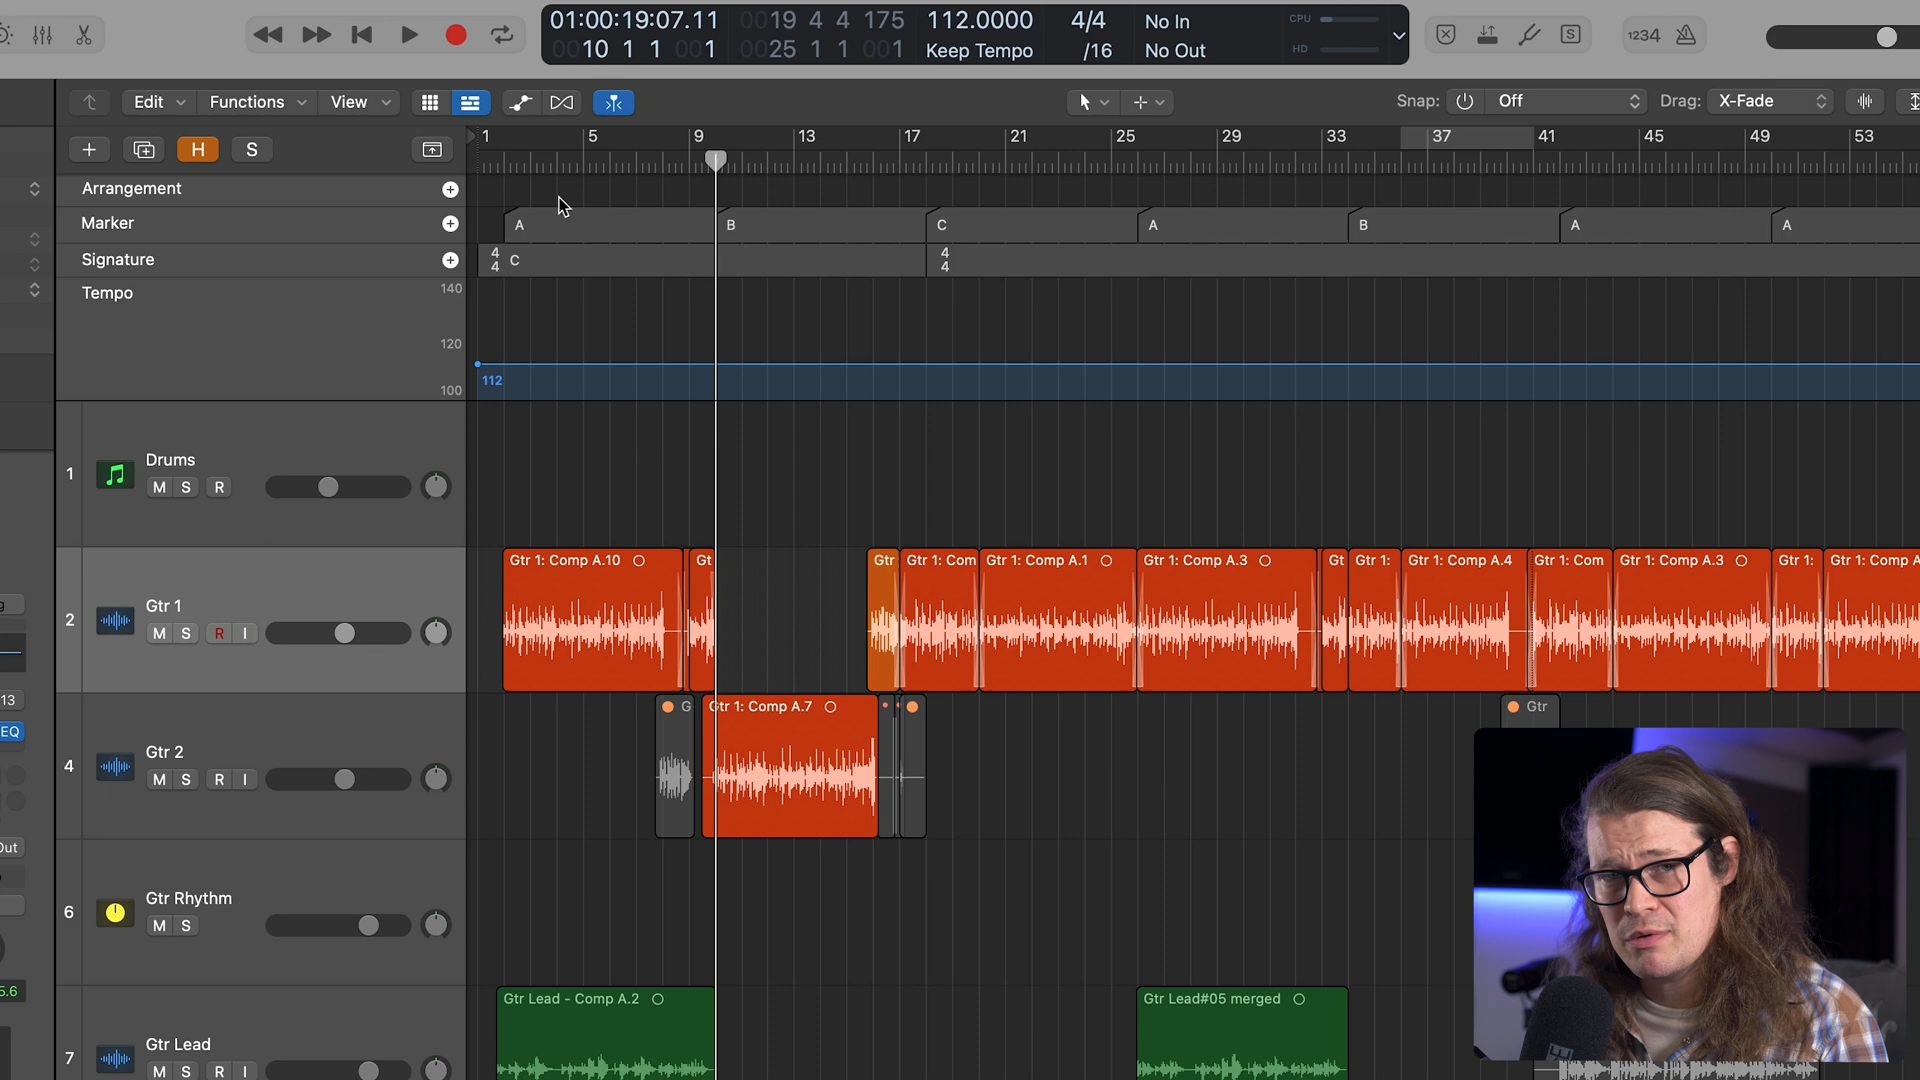 01:00:19:07.11 0019 4 4 175 112.0000 4/4 No In CPU
0010 1 1 001 0025 1 1 001 Keep Tempo /16 No Out HD
1234
S
Edit Functions View Snap: Off Drag: X-Fade
H S
1 5 9 13 17 21 25 29 33 37 41 45 49 53
Arrangement
Marker A B C A B A A
Signature 4/4 C 4/4
Tempo 140
120
112
100
1 Drums
M S R
Gtr 1: Comp A.10 Gt Gtr Gtr 1: Com Gtr 1: Comp A.1 Gtr 1: Comp A.3 Gt Gtr 1: Gtr 1: Comp A.4 Gtr 1: Com Gtr 1: Comp A.3 Gtr 1: Gtr 1: Comp A
2 Gtr 1
M S R I
13
EQ
G Gtr 1: Comp A.7 Gtr
4 Gtr 2
M S R I
Out
6 Gtr Rhythm
M S
5.6
Gtr Lead - Comp A.2 Gtr Lead#05 merged
7 Gtr Lead
M S R I